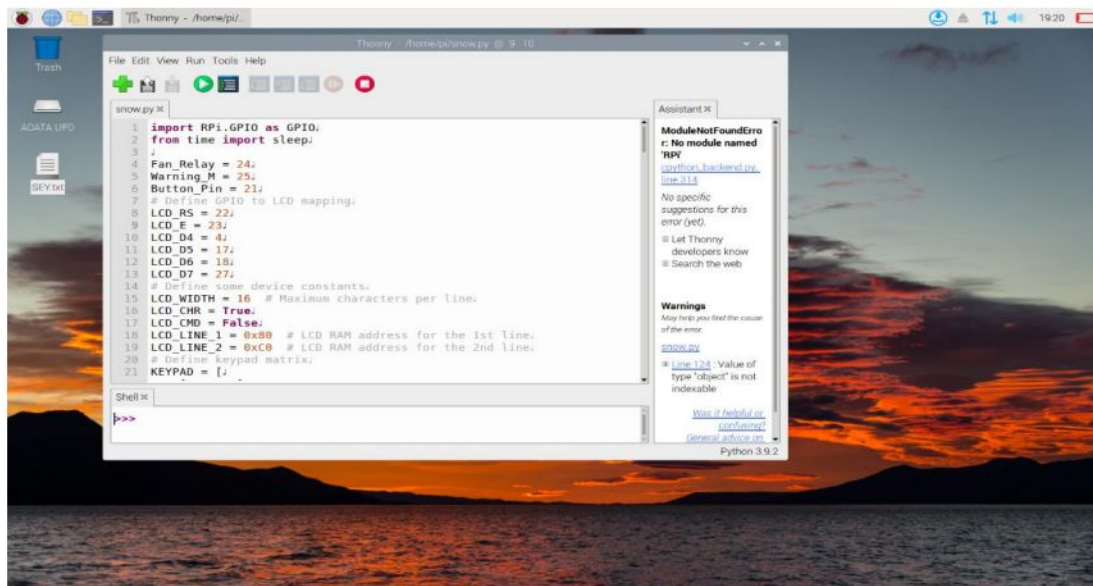 Thonny - /home/pi/...
19:20
Trash
ADATA UFD
SEY.txt
Thonny - /home/pi/snow.py @ 9 : 10
File Edit View Run Tools Help
snow.py
1 import RPi.GPIO as GPIO
2 from time import sleep
3
4 Fan_Relay = 24
5 Warning_M = 25
6 Button_Pin = 21
7 # Define GPIO to LCD mapping
8 LCD_RS = 22
9 LCD_E = 23
10 LCD_D4 = 4
11 LCD_D5 = 17
12 LCD_D6 = 18
13 LCD_D7 = 27
14 # Define some device constants
15 LCD_WIDTH = 16  # Maximum characters per line
16 LCD_CHR = True
17 LCD_CMD = False
18 LCD_LINE_1 = 0x80  # LCD RAM address for the 1st line
19 LCD_LINE_2 = 0xC0  # LCD RAM address for the 2nd line
20 # Define keypad matrix
21 KEYPAD = [
Shell
>>>
Assistant
ModuleNotFoundErro
r: No module named
'RPi'
cpython_backend.py,
line 314
No specific
suggestions for this
error (yet).
Let Thonny
developers know
Search the web
Warnings
May help you find the cause
of the error.
snow.py
Line 124 : Value of
type "object" is not
indexable
Was it helpful or
confusing?
General advice on
Python 3.9.2